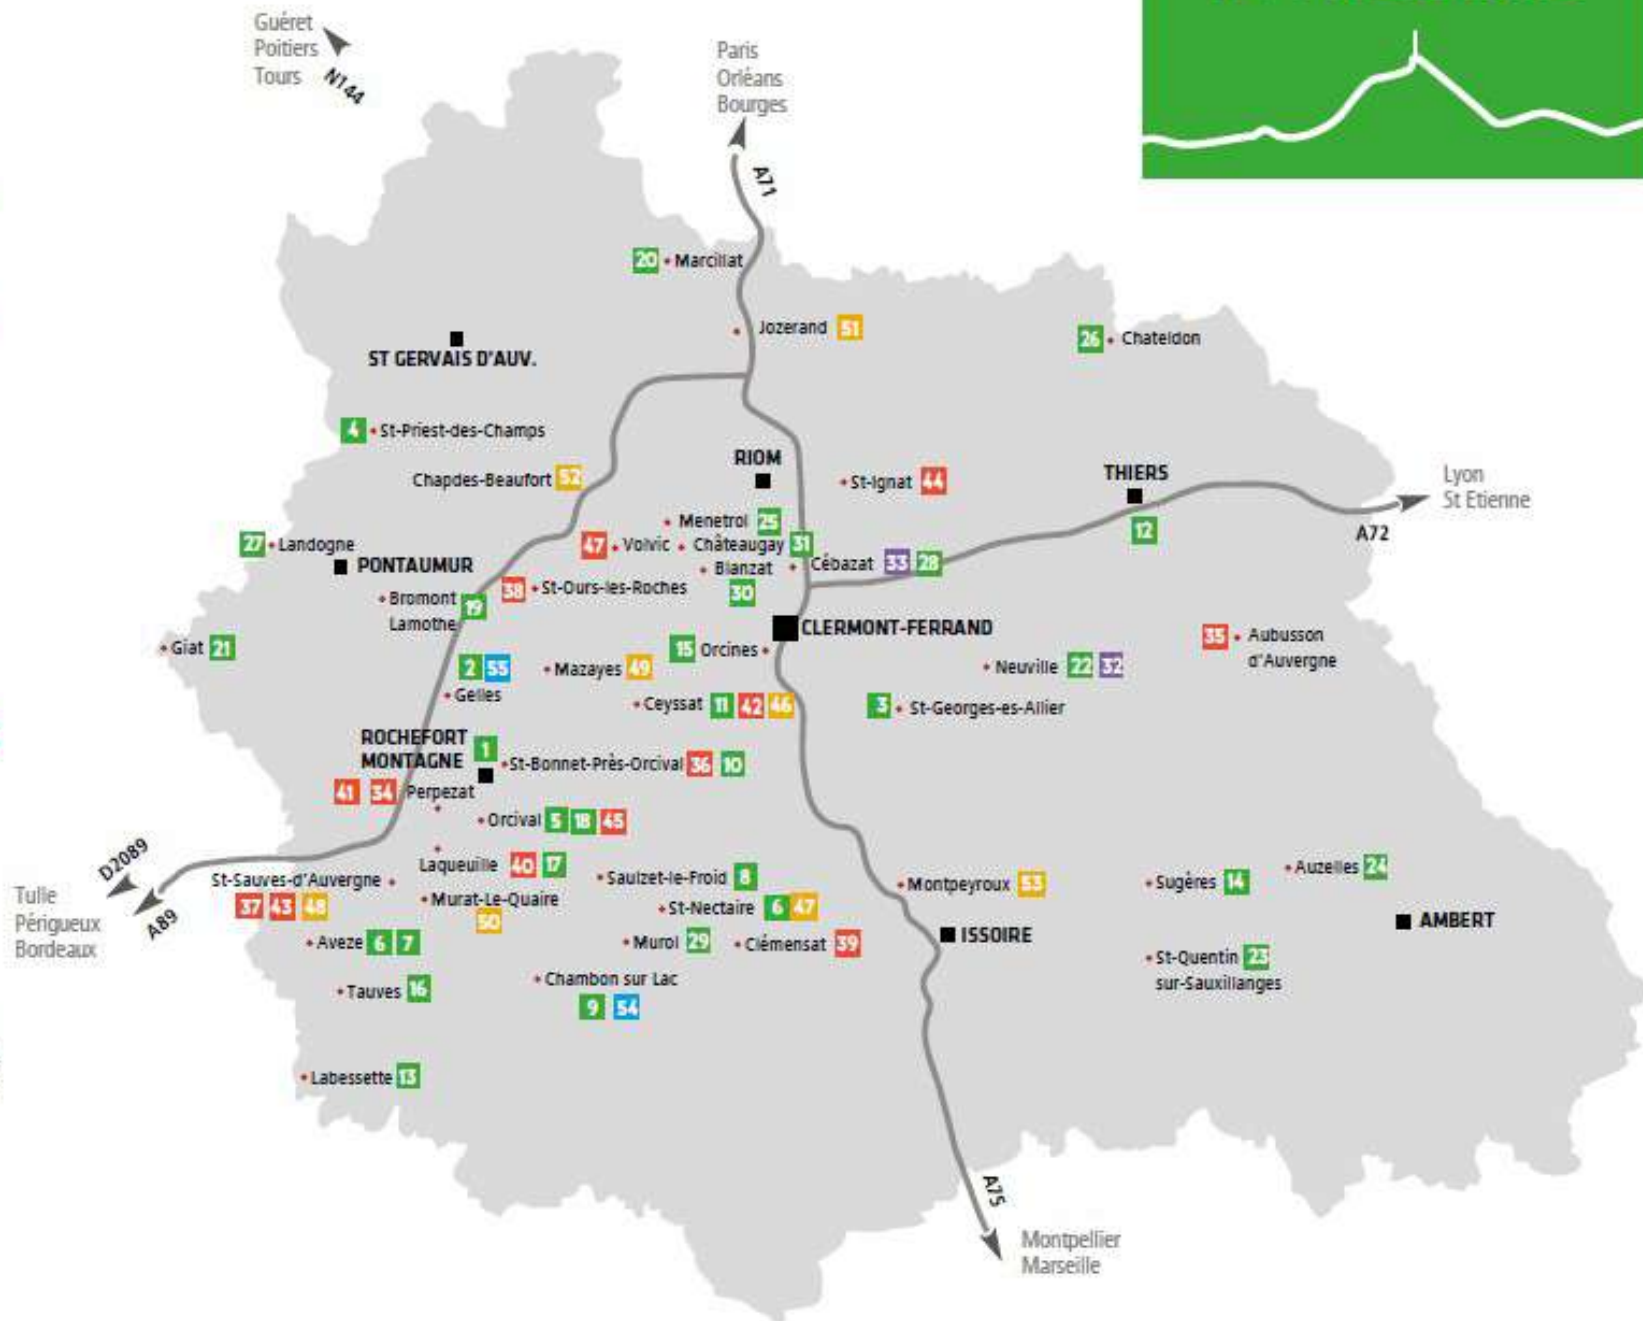 Guéret
Poitiers
Tours
N144
Paris
Orléans
Bourges
A71
20 Marcillat
Jozerand 51
26 Chateldon
ST GERVAIS D'AUV.
4 St-Priest-des-Champs
Chapdes-Beaufort 52
RIOM
St-Ignat 44
THIERS
12
Lyon
St Etienne
A72
Menetrol 25
27 Landogne
47 Volvic
Châteaugay 31
PONTAUMUR
Blanzat
30
Cébazat 33 28
38 St-Ours-les-Roches
Bromont
Lamothe
19
CLERMONT-FERRAND
Giat 21
15 Orcines
35 Aubusson
d'Auvergne
2 55
Gelles
Mazayes 49
Neuville 22 32
Ceyssat 11 42 46
3 St-Georges-es-Allier
ROCHEFORT
MONTAGNE
1
St-Bonnet-Près-Orcival 36 10
41 34 Perpezat
Orcival 5 18 45
D2089
Tulle
Périgueux
Bordeaux
A89
Laqueuille 40 17
St-Sauves-d'Auvergne
37 43 48
Saulzet-le-Froid 8
Murat-Le-Quaire
50
St-Nectaire 6 47
Montpeyroux 53
Sugères 14
Auzelles 24
AMBERT
ISSOIRE
Aveze 6 7
Murol 29
Clémensat 39
St-Quentin 23
sur-Sauxillanges
Tauves 16
Chambon sur Lac
9 54
Labessette 13
A75
Montpellier
Marseille